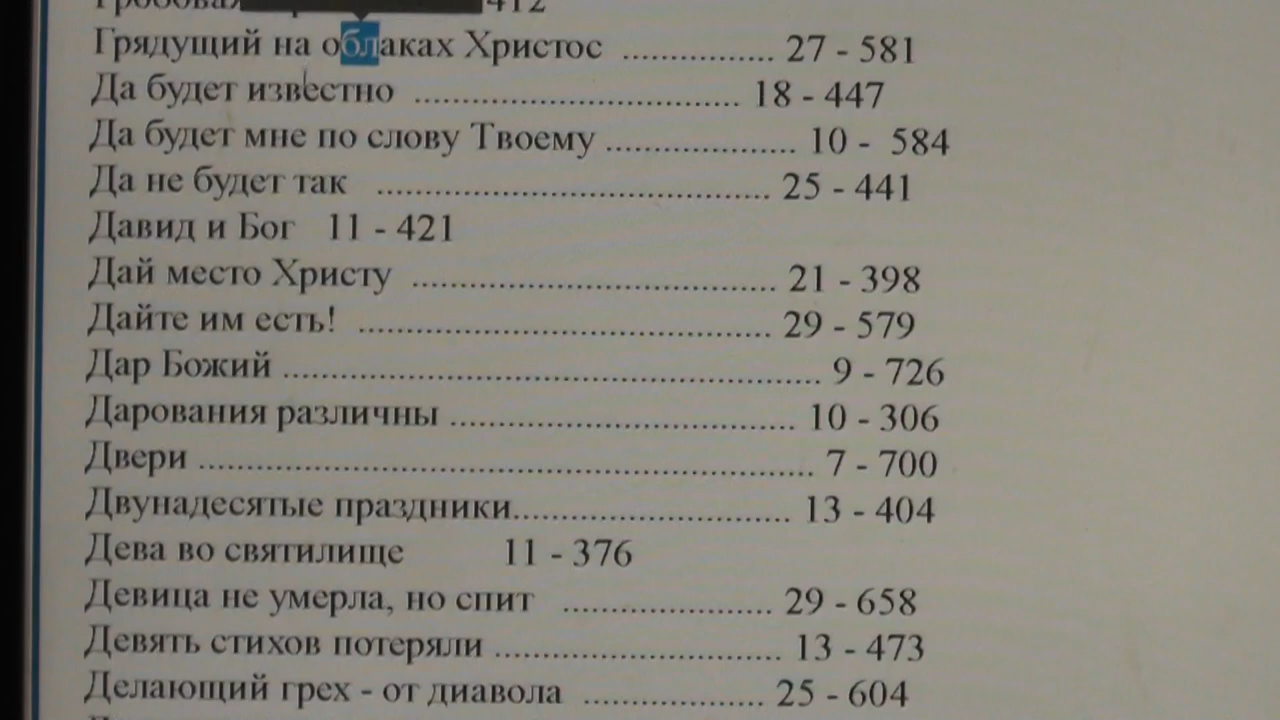 412
Грядущий на облаках Христос ............... 27 - 581
Да будет известно ................................. 18 - 447
Да будет мне по слову Твоему ................... 10 - 584
Да не будет так ........................................ 25 - 441
Давид и Бог 11 - 421
Дай место Христу ..................................... 21 - 398
Дайте им есть! .......................................... 29 - 579
Дар Божий ...................................................... 9 - 726
Дарования различны ................................... 10 - 306
Двери .............................................................. 7 - 700
Двунадесятые праздники............................ 13 - 404
Дева во святилище 11 - 376
Девица не умерла, но спит ..................... 29 - 658
Девять стихов потеряли ............................. 13 - 473
Делающий грех - от диавола .................. 25 - 604